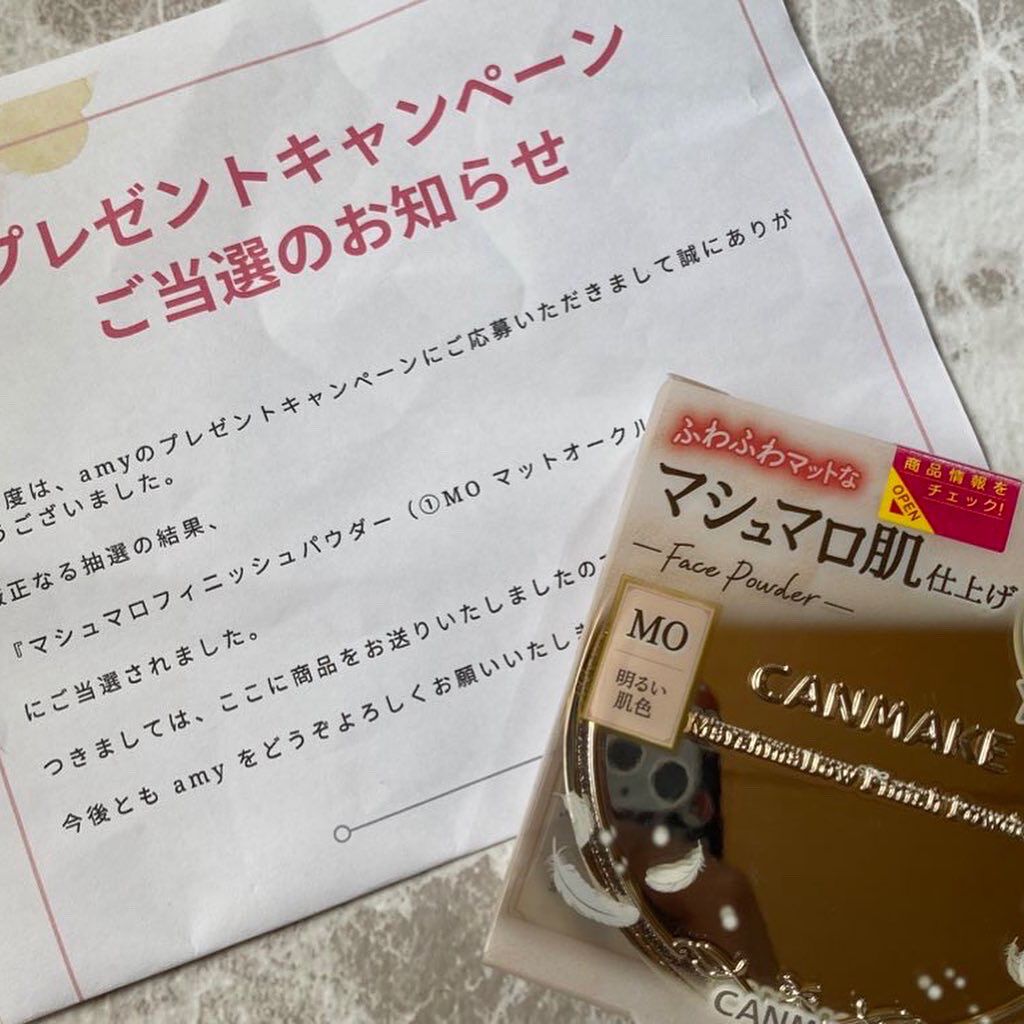 プレゼントキャンペーン
ご当選のお知らせ
度は、amyのプレゼントキャンペーンにご応募いただきまして誠にありが
うございました。
正なる抽選の結果、
『マシュマロフィニッシュパウダー（①MO マットオークル
にご当選されました。
つきましては、ここに商品をお送りいたしましたので
今後とも amy をどうぞよろしくお願いいたしま
ふわふわマットな
マシュマロ肌仕上げ
Face Powder
商品情報を
チェック!
OPEN
MO
明るい
肌色
CANMAKE
Marshmallow Finish Powde
CANM